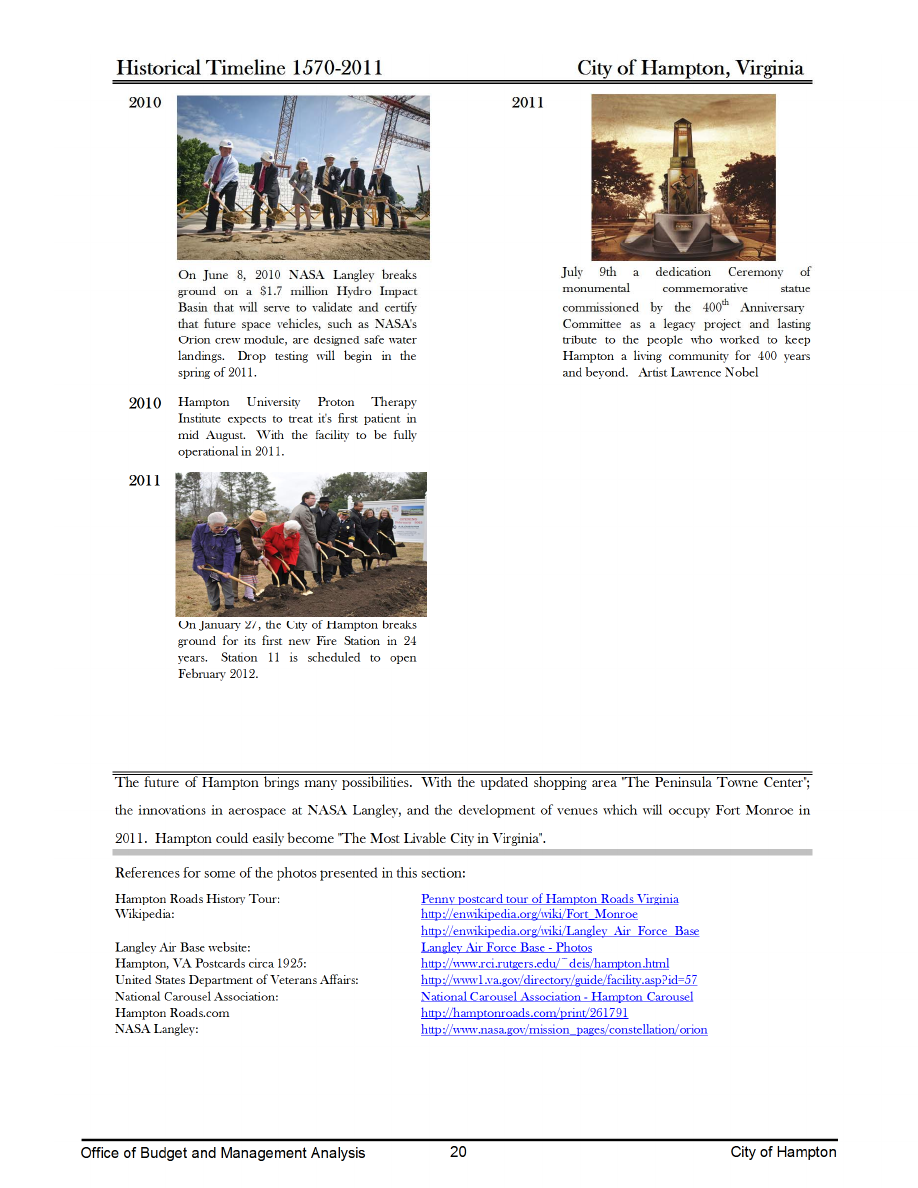 Historical Timeline 1570-2011
City of Hampton, Virginia
2010
On June 8, 2010 NASA Langley breaks
ground on a $1.7 million Hydro Impact
Basin that will serve to validate and certify
that future space vehicles, such as NASA's
Orion crew module, are designed safe water
landings. Drop testing will begin in the
spring of 2011.
2010
Hampton University Proton Therapy
Institute expects to treat it's first patient in
mid August. With the facility to be fully
operational in 2011.
2011
On January 27, the City of Hampton breaks
ground for its first new Fire Station in 24
years. Station 11 is scheduled to open
February 2012.
2011
July 9th a dedication Ceremony of
monumental commemorative statue
commissioned by the 400th Anniversary
Committee as a legacy project and lasting
tribute to the people who worked to keep
Hampton a living community for 400 years
and beyond. Artist Lawrence Nobel
The future of Hampton brings many possibilities. With the updated shopping area "The Peninsula Towne Center";
the innovations in aerospace at NASA Langley, and the development of venues which will occupy Fort Monroe in
2011. Hampton could easily become "The Most Livable City in Virginia".
References for some of the photos presented in this section:
Hampton Roads History Tour: Penny postcard tour of Hampton Roads Virginia
Wikipedia: http://enwikipedia.org/wiki/Fort_Monroe
http://enwikipedia.org/wiki/Langley_Air_Force_Base
Langley Air Base website: Langley Air Force Base - Photos
Hampton, VA Postcards circa 1925: http://www.rci.rutgers.edu/~deis/hampton.html
United States Department of Veterans Affairs: http://www1.va.gov/directory/guide/facility.asp?id=57
National Carousel Association: National Carousel Association - Hampton Carousel
Hampton Roads.com http://hamptonroads.com/print/261791
NASA Langley: http://www.nasa.gov/mission_pages/constellation/orion
Office of Budget and Management Analysis 20 City of Hampton